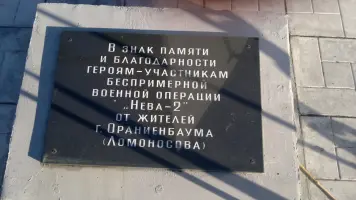 В знак памяти
и благодарности
героям-участникам
беспримерной
военной операции
„Нева-2"
от жителей
г. Ораниенбаума
(Ломоносова)